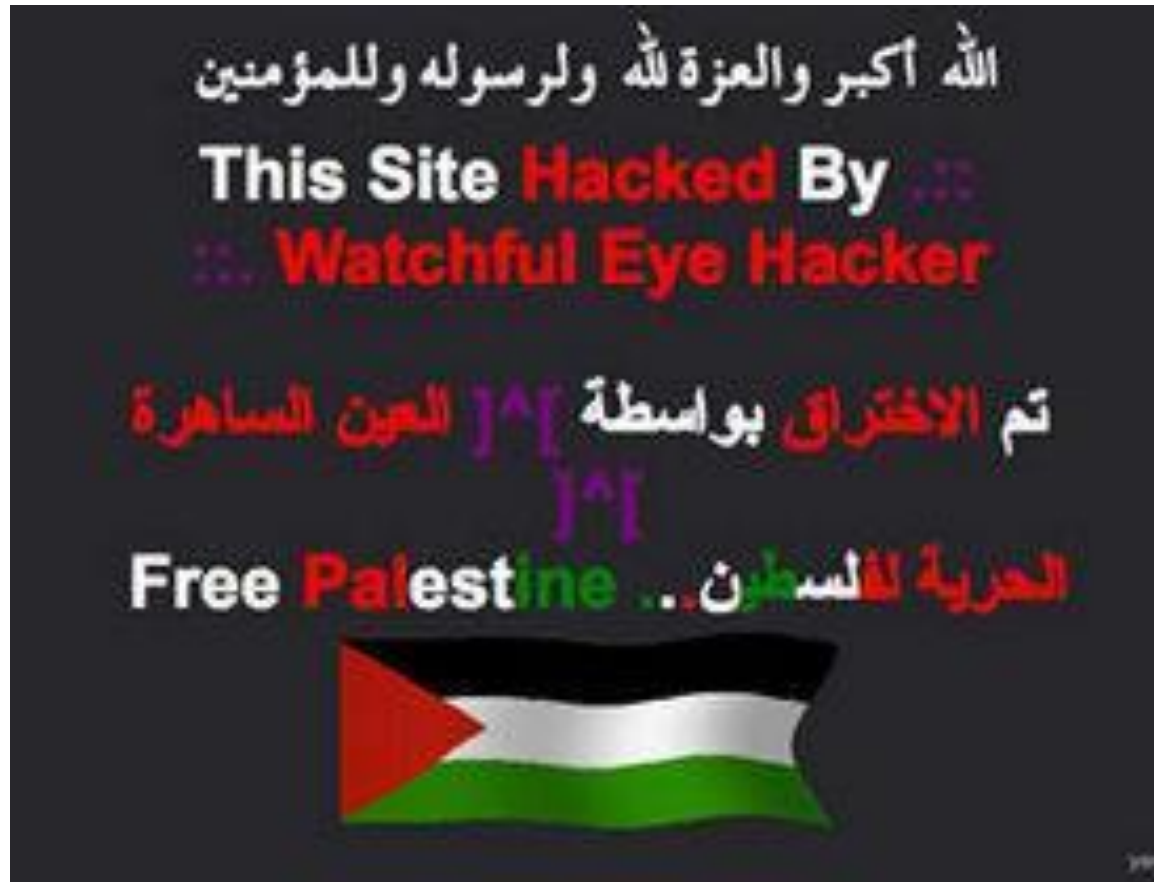 الله أكبر والعزة لله ولرسوله وللمؤمنين
This Site Hacked By .::
::. Watchful Eye Hacker
تم الاختراق بواسطة ]^[ العين الساهرة
]^[
الحرية لفلسطين... Free Palestine